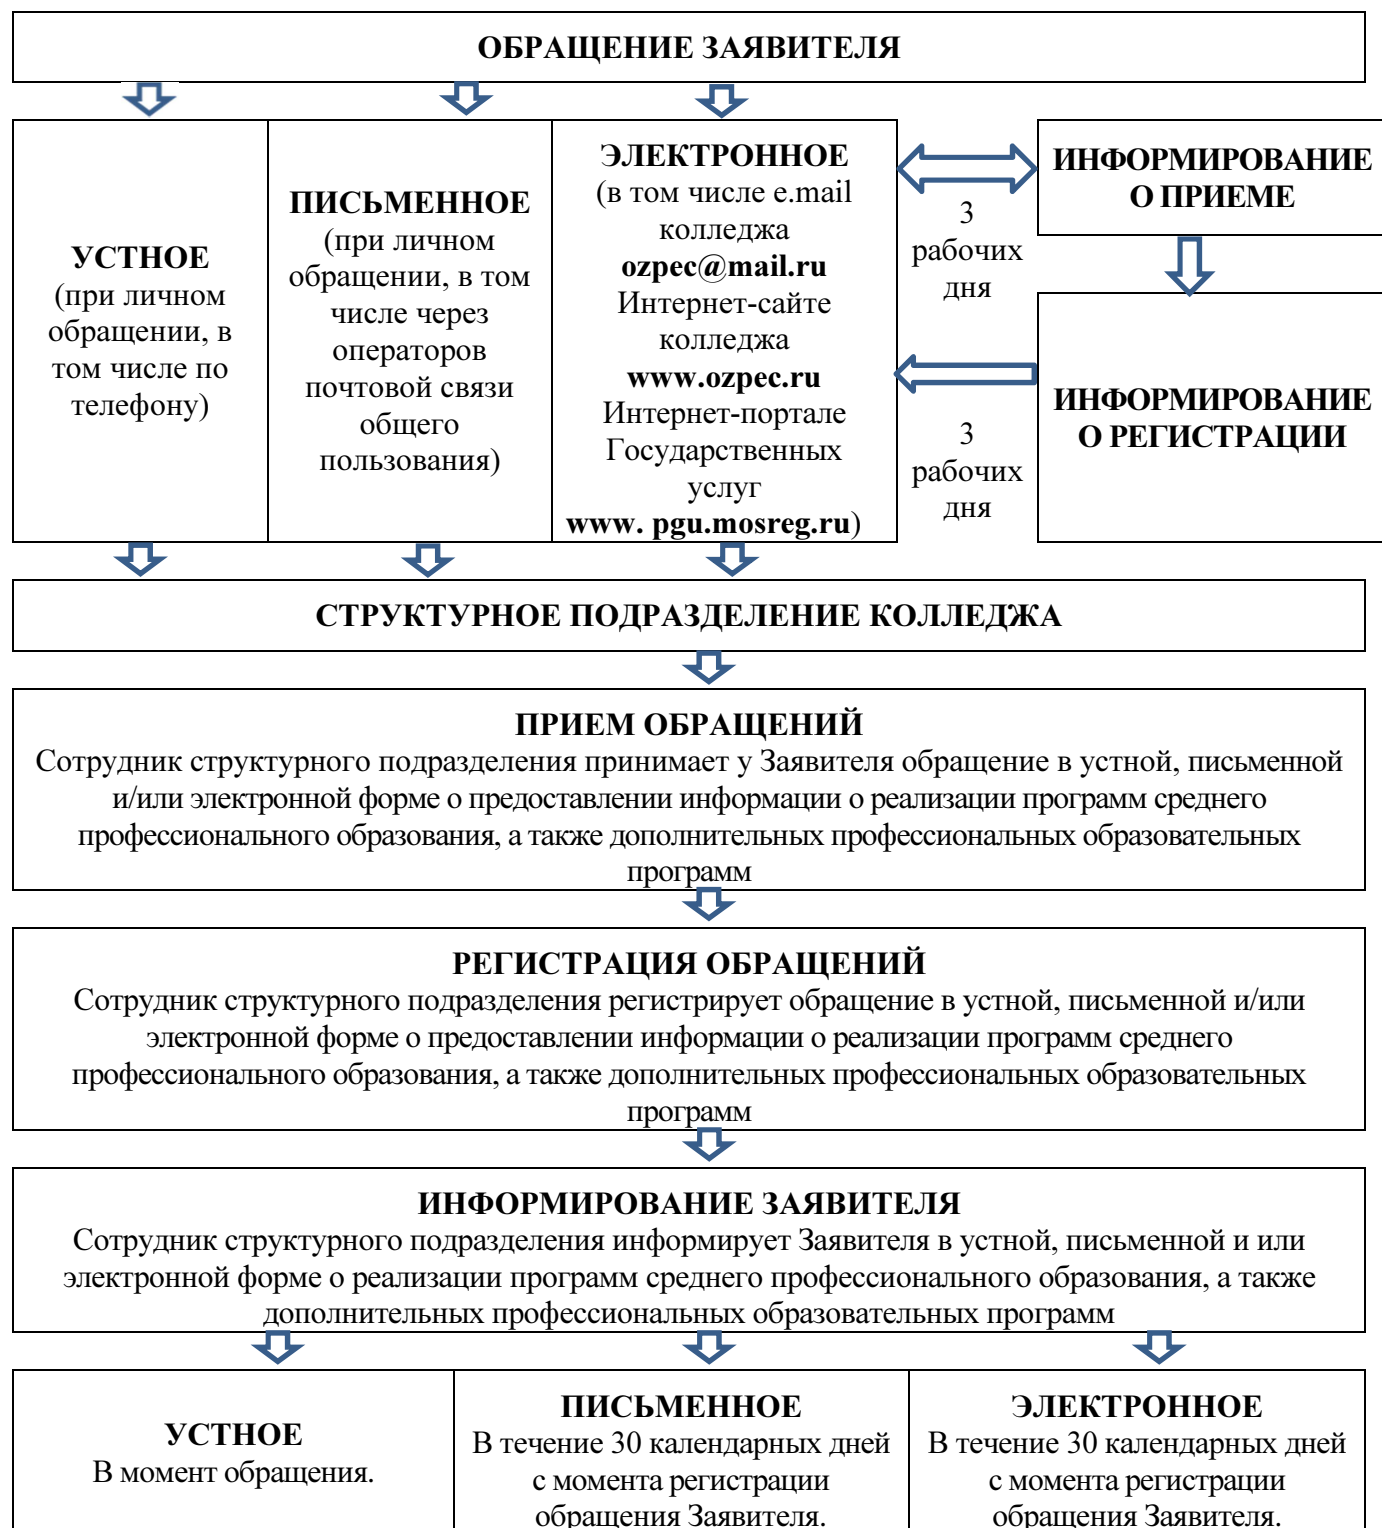 ОБРАЩЕНИЕ ЗАЯВИТЕЛЯ
УСТНОЕ
(при личном
обращении, в
том числе по
телефону)
ПИСЬМЕННОЕ
(при личном
обращении, в том
числе через
операторов
почтовой связи
общего
пользования)
ЭЛЕКТРОННОЕ
(в том числе e.mail
колледжа
ozpec@mail.ru
Интернет-сайте
колледжа
www.ozpec.ru
Интернет-портале
Государственных
услуг
www. pgu.mosreg.ru)
3
рабочих
дня
3
рабочих
дня
ИНФОРМИРОВАНИЕ
О ПРИЕМЕ
ИНФОРМИРОВАНИЕ
О РЕГИСТРАЦИИ
СТРУКТУРНОЕ ПОДРАЗДЕЛЕНИЕ КОЛЛЕДЖА
ПРИЕМ ОБРАЩЕНИЙ
Сотрудник структурного подразделения принимает у Заявителя обращение в устной, письменной
и/или электронной форме о предоставлении информации о реализации программ среднего
профессионального образования, а также дополнительных профессиональных образовательных
программ
РЕГИСТРАЦИЯ ОБРАЩЕНИЙ
Сотрудник структурного подразделения регистрирует обращение в устной, письменной и/или
электронной форме о предоставлении информации о реализации программ среднего
профессионального образования, а также дополнительных профессиональных образовательных
программ
ИНФОРМИРОВАНИЕ ЗАЯВИТЕЛЯ
Сотрудник структурного подразделения информирует Заявителя в устной, письменной и или
электронной форме о реализации программ среднего профессионального образования, а также
дополнительных профессиональных образовательных программ
УСТНОЕ
В момент обращения.
ПИСЬМЕННОЕ
В течение 30 календарных дней
с момента регистрации
обращения Заявителя.
ЭЛЕКТРОННОЕ
В течение 30 календарных дней
с момента регистрации
обращения Заявителя.